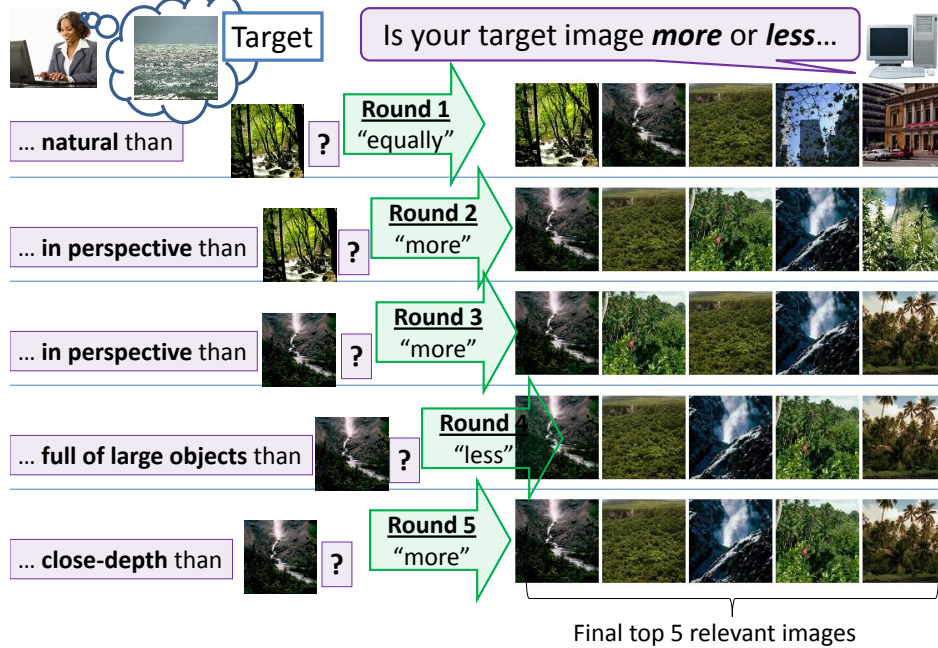 Target
Is your target image more or less…
… natural than
?
Round 1
“equally”
… in perspective than
?
Round 2
“more”
… in perspective than
?
Round 3
“more”
… full of large objects than
?
Round 4
“less”
… close-depth than
?
Round 5
“more”
Final top 5 relevant images